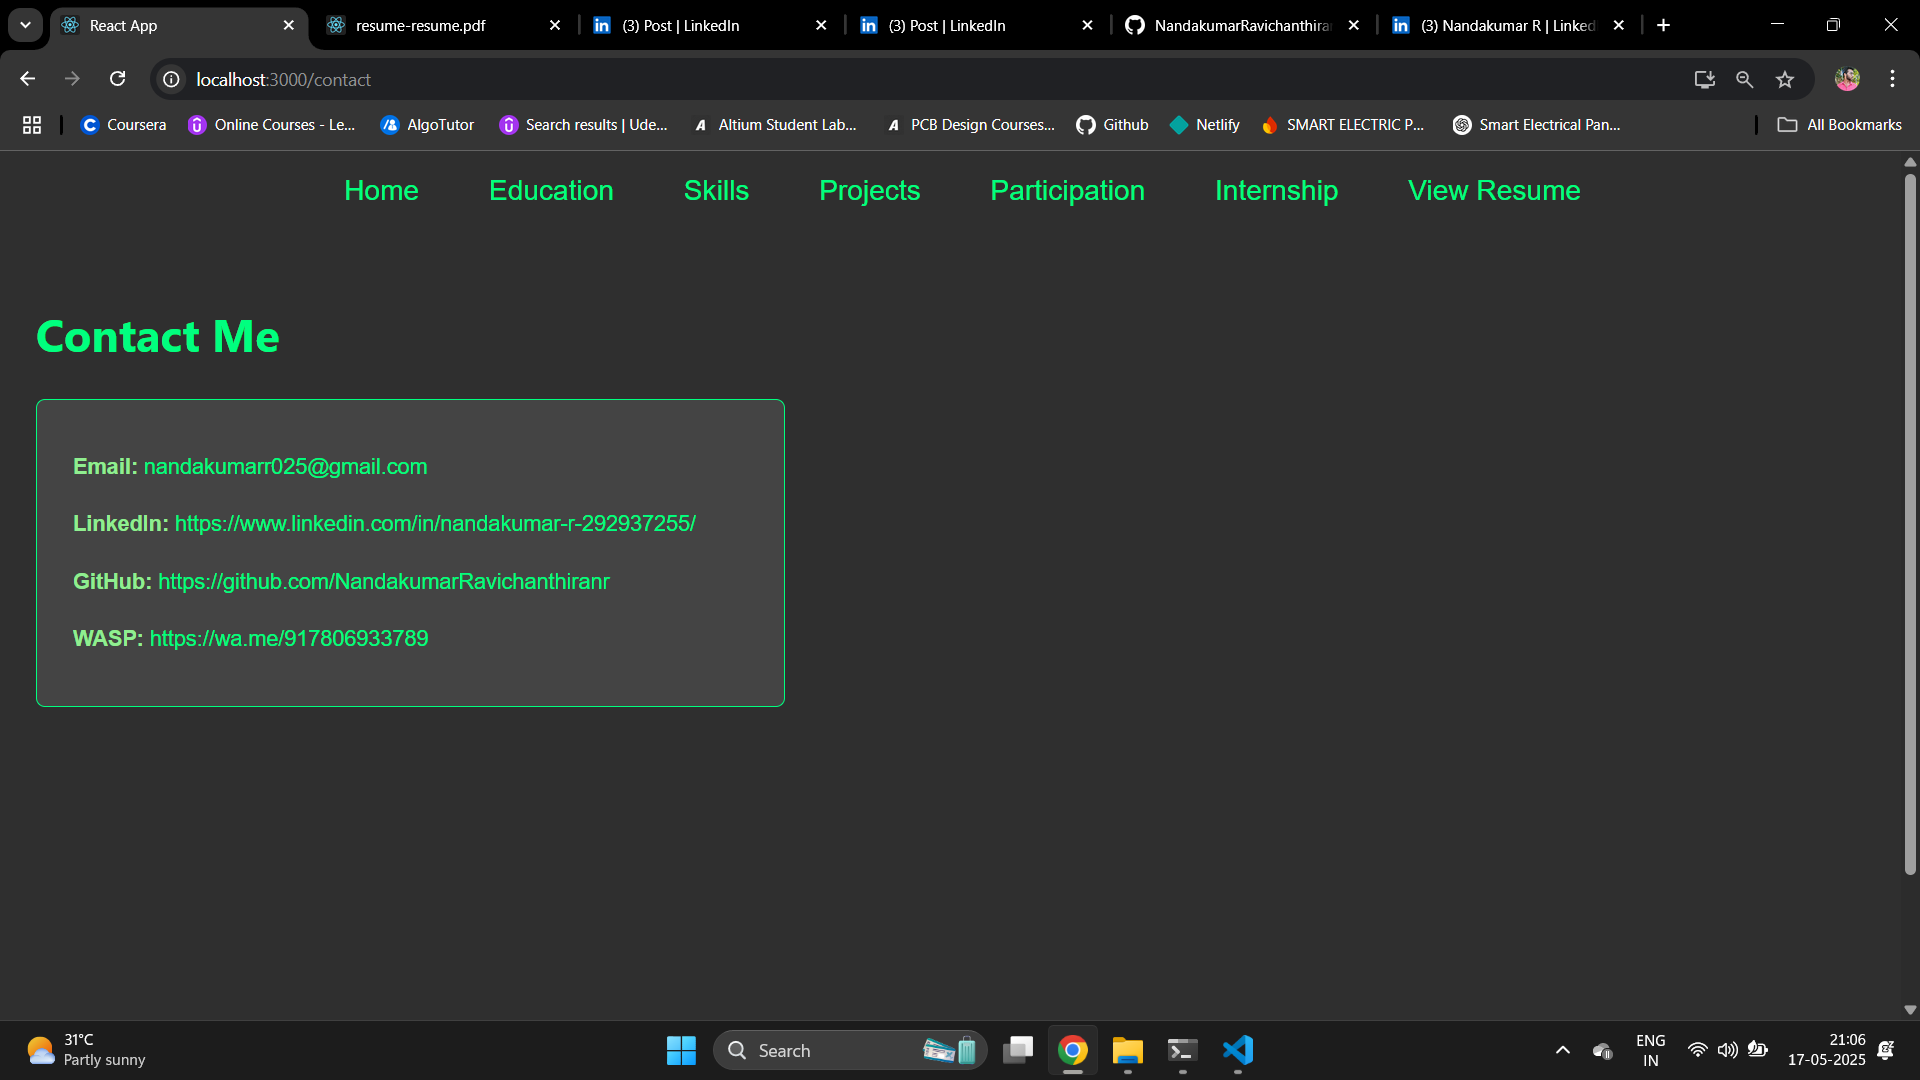 React App
resume-resume.pdf
(3) Post | LinkedIn
(3) Post | LinkedIn
NandakumarRavichanthira
(3) Nandakumar R | Linked
localhost:3000/contact
Coursera
Online Courses - Le...
AlgoTutor
Search results | Ude...
Altium Student Lab...
PCB Design Courses...
Github
Netlify
SMART ELECTRIC P...
Smart Electrical Pan...
All Bookmarks
Home
Education
Skills
Projects
Participation
Internship
View Resume
Contact Me
Email: nandakumarr025@gmail.com
LinkedIn: https://www.linkedin.com/in/nandakumar-r-292937255/
GitHub: https://github.com/NandakumarRavichanthiranr
WASP: https://wa.me/917806933789
31°C
Partly sunny
Search
ENG
IN
21:06
17-05-2025